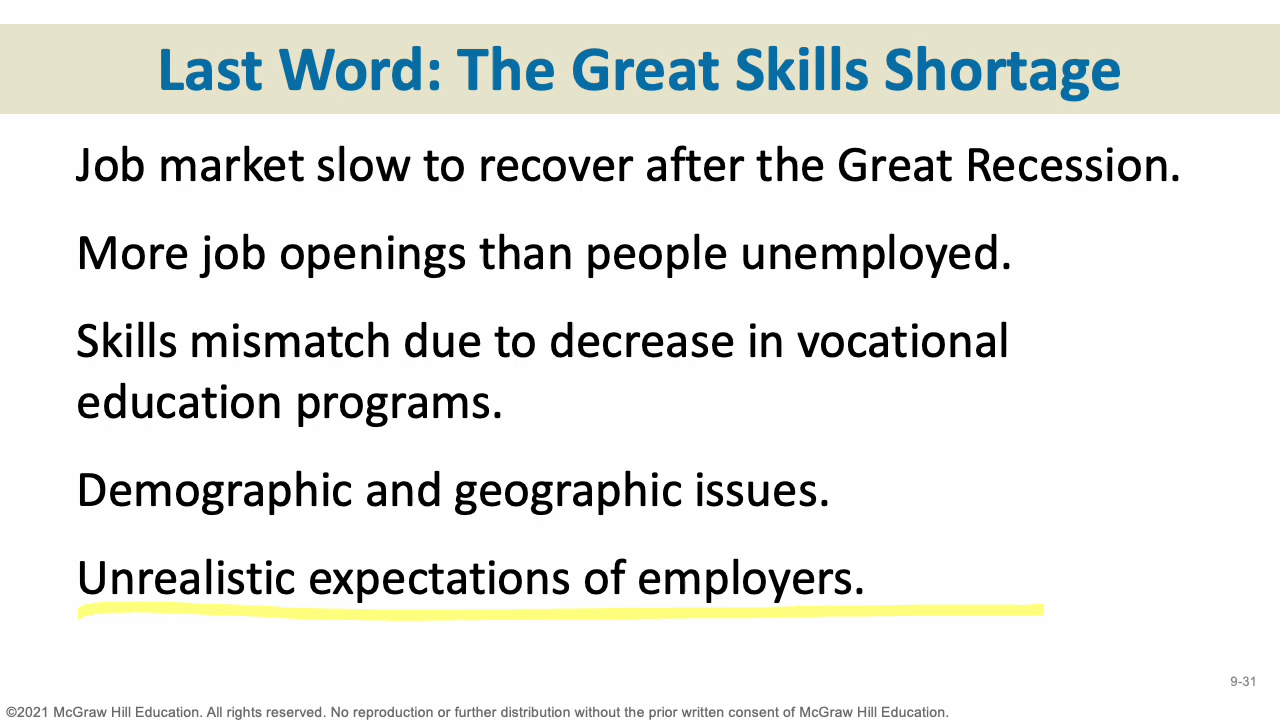 Last Word: The Great Skills Shortage
Job market slow to recover after the Great Recession.
More job openings than people unemployed.
Skills mismatch due to decrease in vocational
education programs.
Demographic and geographic issues.
Unrealistic expectations of employers.
9-31
©2021 McGraw Hill Education. All rights reserved. No reproduction or further distribution without the prior written consent of McGraw Hill Education.